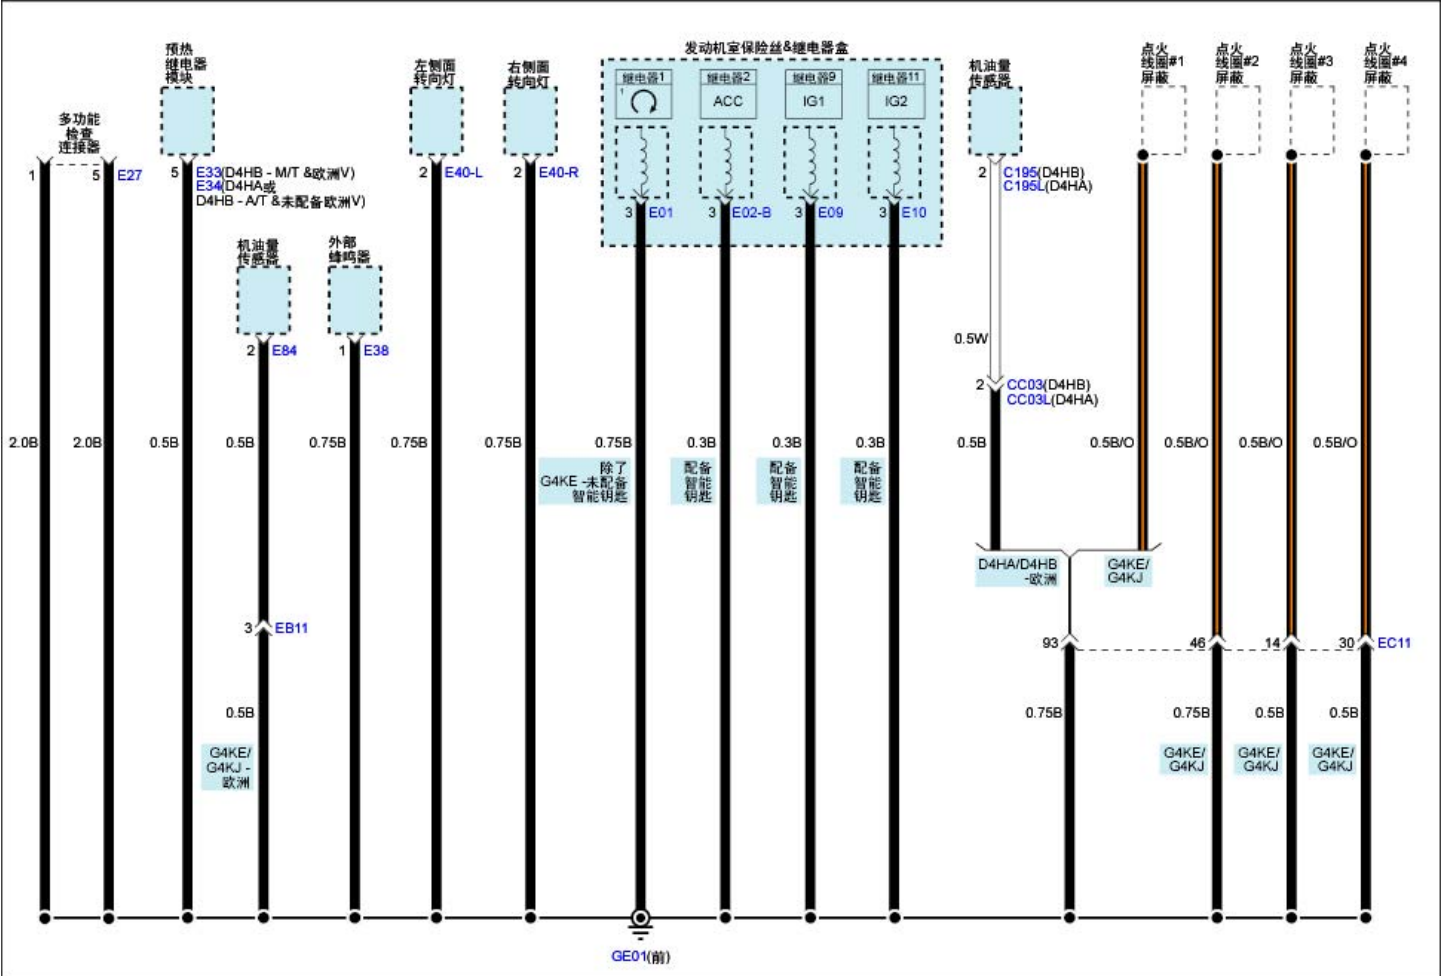 预热
继电器
模块
多功能
检查
连接器
1
5
E27
5
E33(D4HB - M/T &欧洲V)
E34(D4HA或
D4HB - A/T &未配备欧洲V)
机油量
传感器
2
E84
外部
蜂鸣器
1
E38
左侧面
转向灯
2
E40-L
右侧面
转向灯
2
E40-R
发动机室保险丝&继电器盒
继电器1
1
继电器2
ACC
继电器9
IG1
继电器11
IG2
3
E01
3
E02-B
3
E09
3
E10
机油量
传感器
2
C195(D4HB)
C195L(D4HA)
0.5W
2
CC03(D4HB)
CC03L(D4HA)
点火
线圈#1
屏蔽
点火
线圈#2
屏蔽
点火
线圈#3
屏蔽
点火
线圈#4
屏蔽
2.0B
2.0B
0.5B
0.5B
0.75B
0.75B
0.75B
0.75B
0.3B
0.3B
0.3B
0.5B
0.5B/O
0.5B/O
0.5B/O
0.5B/O
除了
G4KE -未配备
智能钥匙
配备
智能
钥匙
配备
智能
钥匙
配备
智能
钥匙
D4HA/D4HB
-欧洲
G4KE/
G4KJ
3
EB11
93
46
14
30
EC11
0.5B
0.75B
0.75B
0.5B
0.5B
G4KE/
G4KJ -
欧洲
G4KE/
G4KJ
G4KE/
G4KJ
G4KE/
G4KJ
GE01(前)